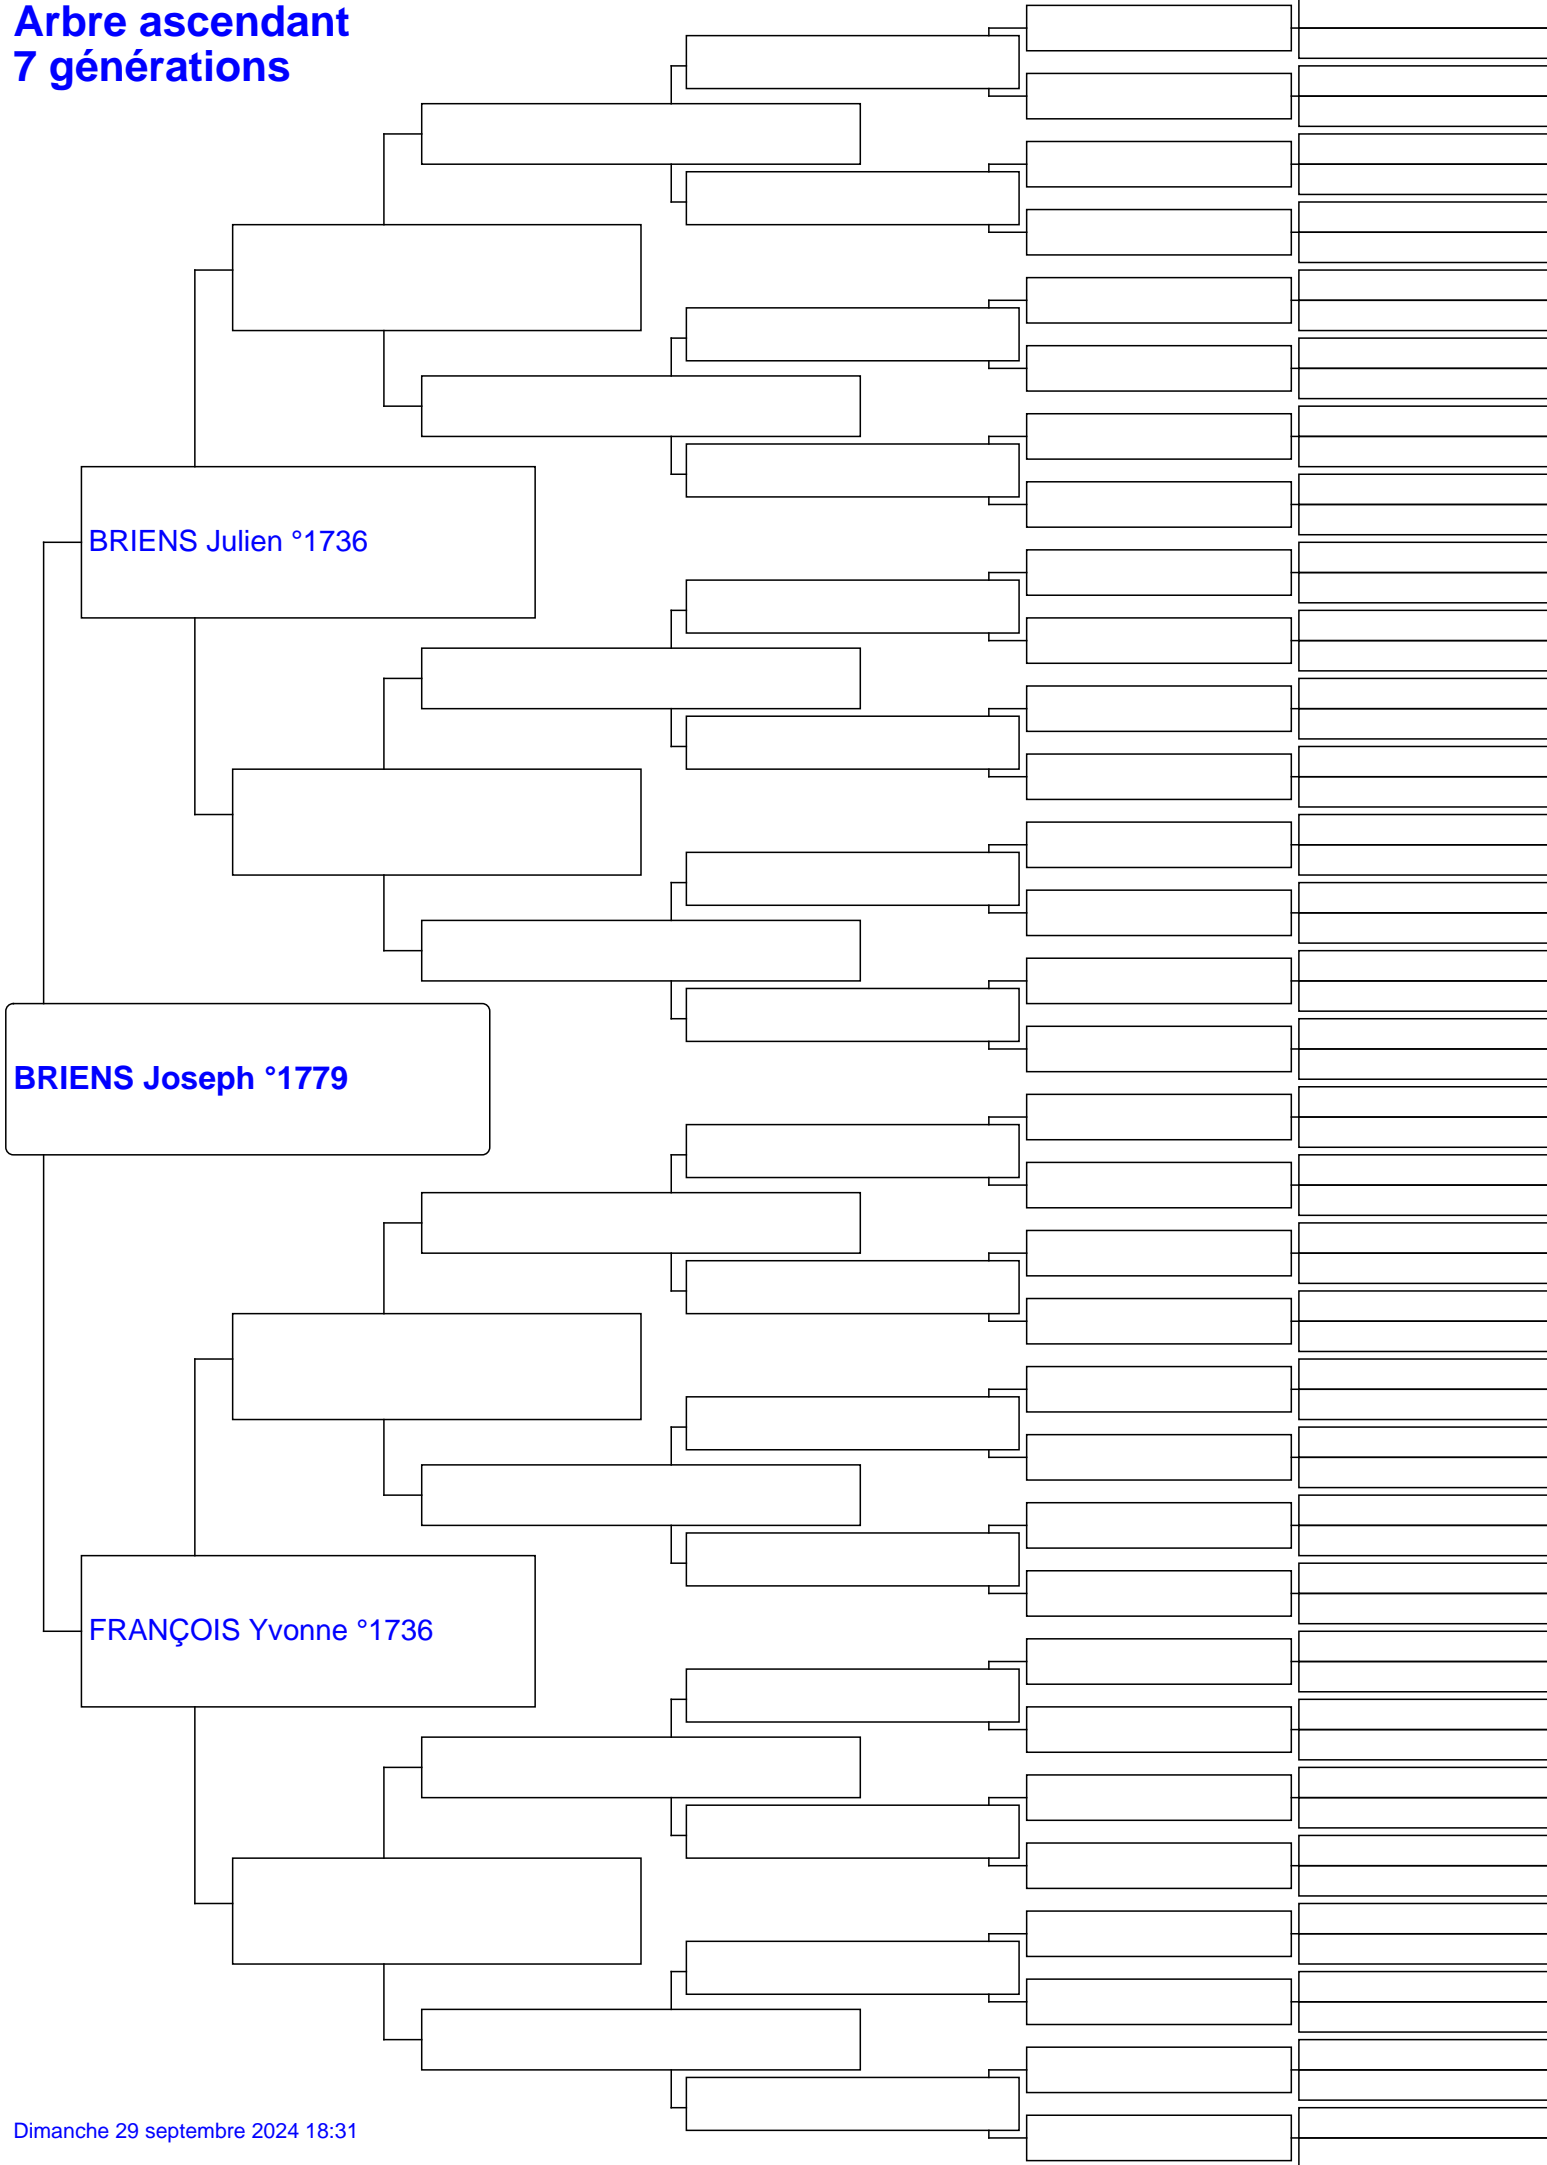 Arbre ascendant
7 générations
BRIENS Julien °1736
BRIENS Joseph °1779
FRANÇOIS Yvonne °1736
Dimanche 29 septembre 2024 18:31